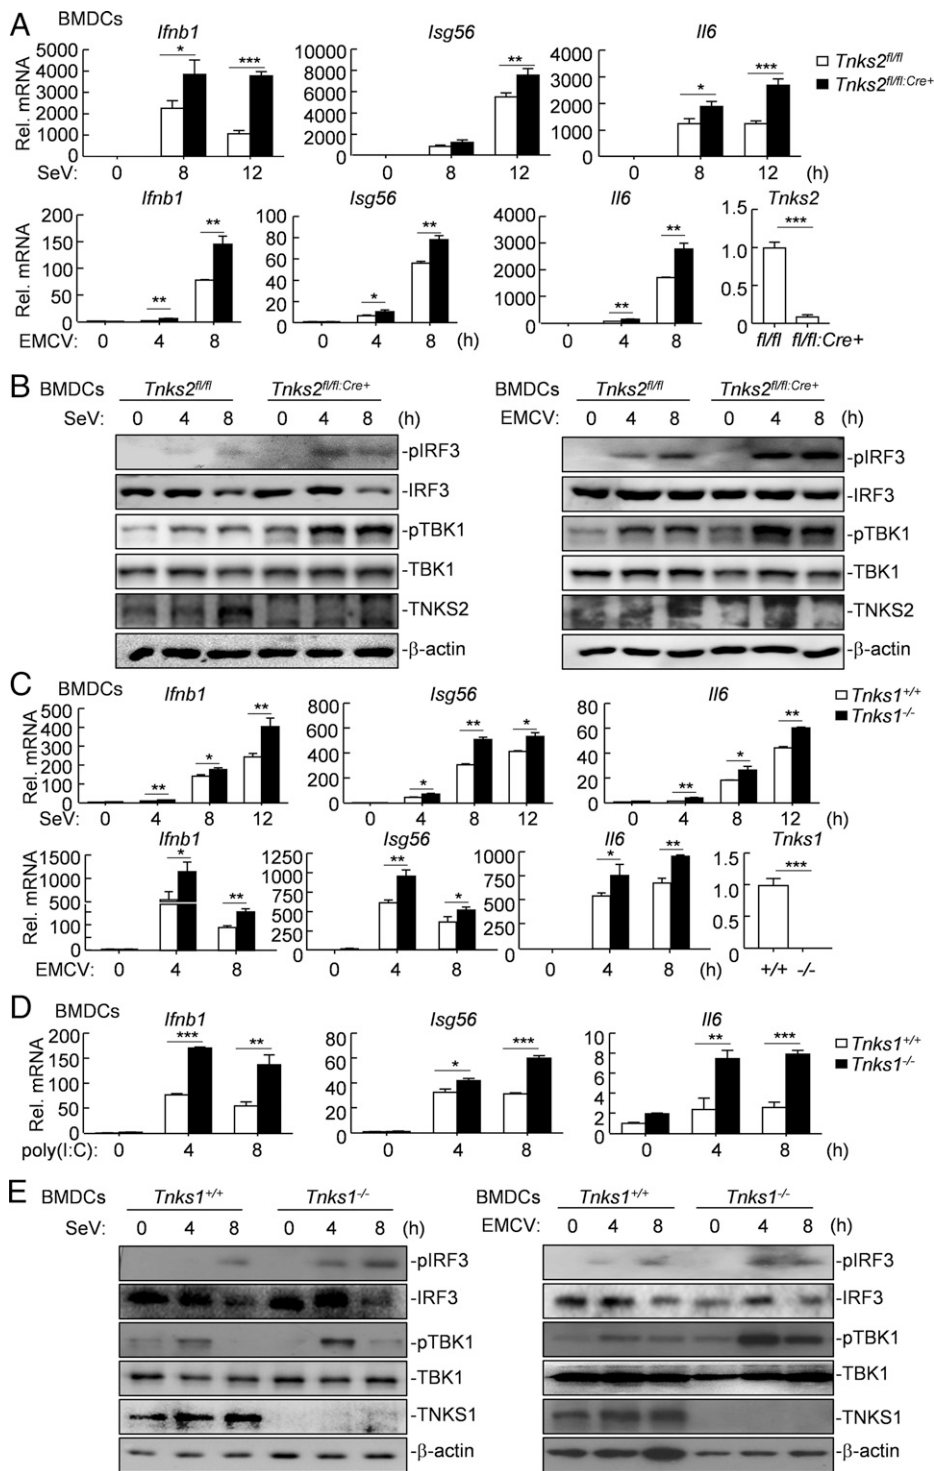 A BMDCs
Ifnb1 Isg56 Il6
Rel. mRNA
5000 4000 3000 2000 1000 0
* ***
10000 8000 6000 4000 2000 0
**
4000 3000 2000 1000 0
* ***
Tnks2fl/fl
Tnks2fl/fl:Cre+
SeV: 0 8 12 0 8 12 0 8 12 (h)
Ifnb1 Isg56 Il6 Tnks2
Rel. mRNA
200 150 100 50 0
** **
100 80 60 40 20 0
* **
4000 3000 2000 1000 0
** **
1.5 1.0 0.5 0
***
EMCV: 0 4 8 0 4 8 (h) 0 4 8 fl/fl fl/fl:Cre+
B BMDCs Tnks2fl/fl Tnks2fl/fl:Cre+
SeV: 0 4 8 0 4 8 (h)
-pIRF3
-IRF3
-pTBK1
-TBK1
-TNKS2
-β-actin
BMDCs Tnks2fl/fl Tnks2fl/fl:Cre+
EMCV: 0 4 8 0 4 8 (h)
-pIRF3
-IRF3
-pTBK1
-TBK1
-TNKS2
-β-actin
C BMDCs
Ifnb1 Isg56 Il6
Rel. mRNA
500 400 300 200 100 0
** * **
800 600 400 200 0
* ** *
60 40 20 0
** * **
Tnks1+/+
Tnks1-/-
SeV: 0 4 8 12 0 4 8 12 0 4 8 12 (h)
Ifnb1 Isg56 Il6 Tnks1
Rel. mRNA
1500 1000 500 100 0
* **
1250 1000 750 500 250
** *
1000 750 500 250 0
* **
1.5 1.0 0.5 0
***
EMCV: 0 4 8 0 4 8 0 4 8 (h) +/+ -/-
D BMDCs
Ifnb1 Isg56 Il6
Rel. mRNA
200 150 100 50 0
*** **
80 60 40 20 0
* ***
10 8 6 4 2 0
** ***
Tnks1+/+
Tnks1-/-
poly(I:C): 0 4 8 0 4 8 0 4 8 (h)
E BMDCs Tnks1+/+ Tnks1-/-
SeV: 0 4 8 0 4 8 (h)
-pIRF3
-IRF3
-pTBK1
-TBK1
-TNKS1
-β-actin
BMDCs Tnks1+/+ Tnks1-/-
EMCV: 0 4 8 0 4 8 (h)
-pIRF3
-IRF3
-pTBK1
-TBK1
-TNKS1
-β-actin